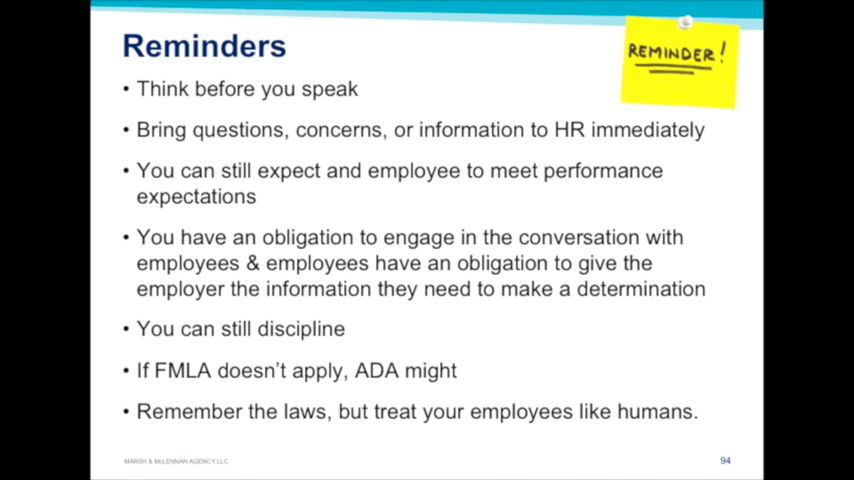 Reminders
REMINDER!
• Think before you speak
• Bring questions, concerns, or information to HR immediately
• You can still expect and employee to meet performance
expectations
• You have an obligation to engage in the conversation with
employees & employees have an obligation to give the
employer the information they need to make a determination
• You can still discipline
• If FMLA doesn't apply, ADA might
• Remember the laws, but treat your employees like humans.
MARSH & McLENNAN AGENCY LLC
94